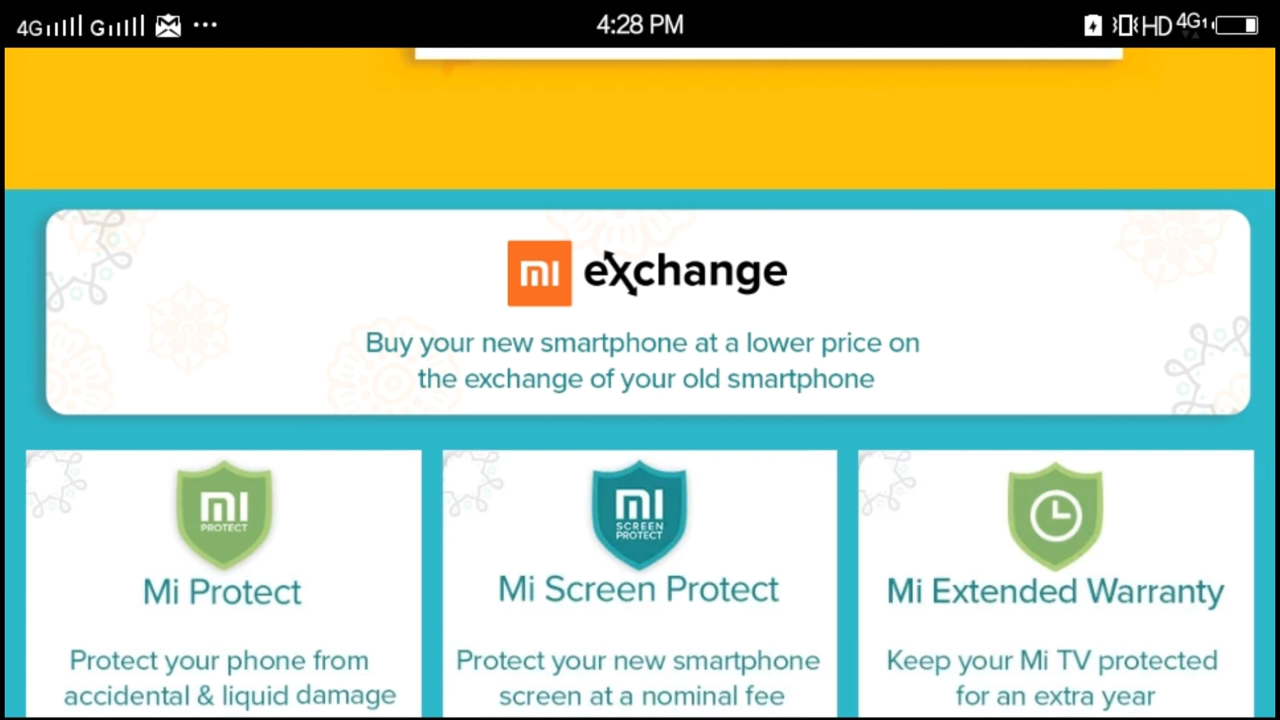 4G G ... 4:28 PM HD 4G 1
mi exchange
Buy your new smartphone at a lower price on
the exchange of your old smartphone
mi
PROTECT
Mi Protect
Protect your phone from
accidental & liquid damage
mi
SCREEN
PROTECT
Mi Screen Protect
Protect your new smartphone
screen at a nominal fee
Mi Extended Warranty
Keep your Mi TV protected
for an extra year